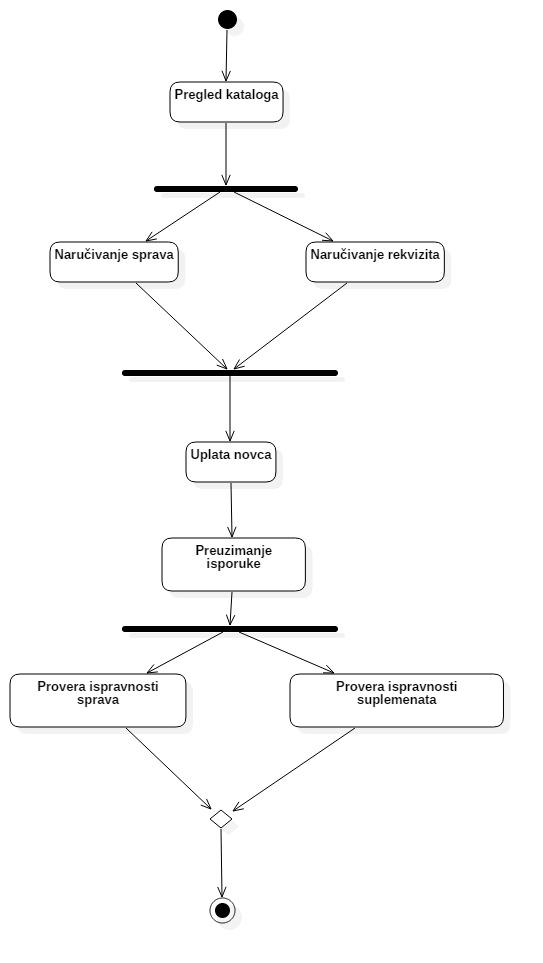 Pregled kataloga
Naručivanje sprava
Naručivanje rekvizita
Uplata novca
Preuzimanje
isporuke
Provera ispravnosti
sprava
Provera ispravnosti
suplemenata